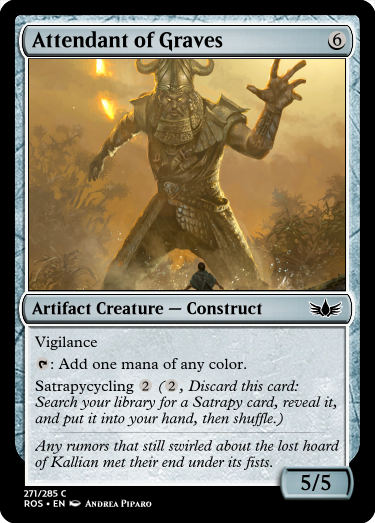 Attendant of Graves 6
Artifact Creature — Construct
Vigilance
: Add one mana of any color.
Satrapycycling 2 (2, Discard this card:
Search your library for a Satrapy card, reveal it,
and put it into your hand, then shuffle.)
Any rumors that still swirled about the lost hoard
of Kallian met their end under its fists.
5/5
271/285 C
ROS • EN Andrea Piparo